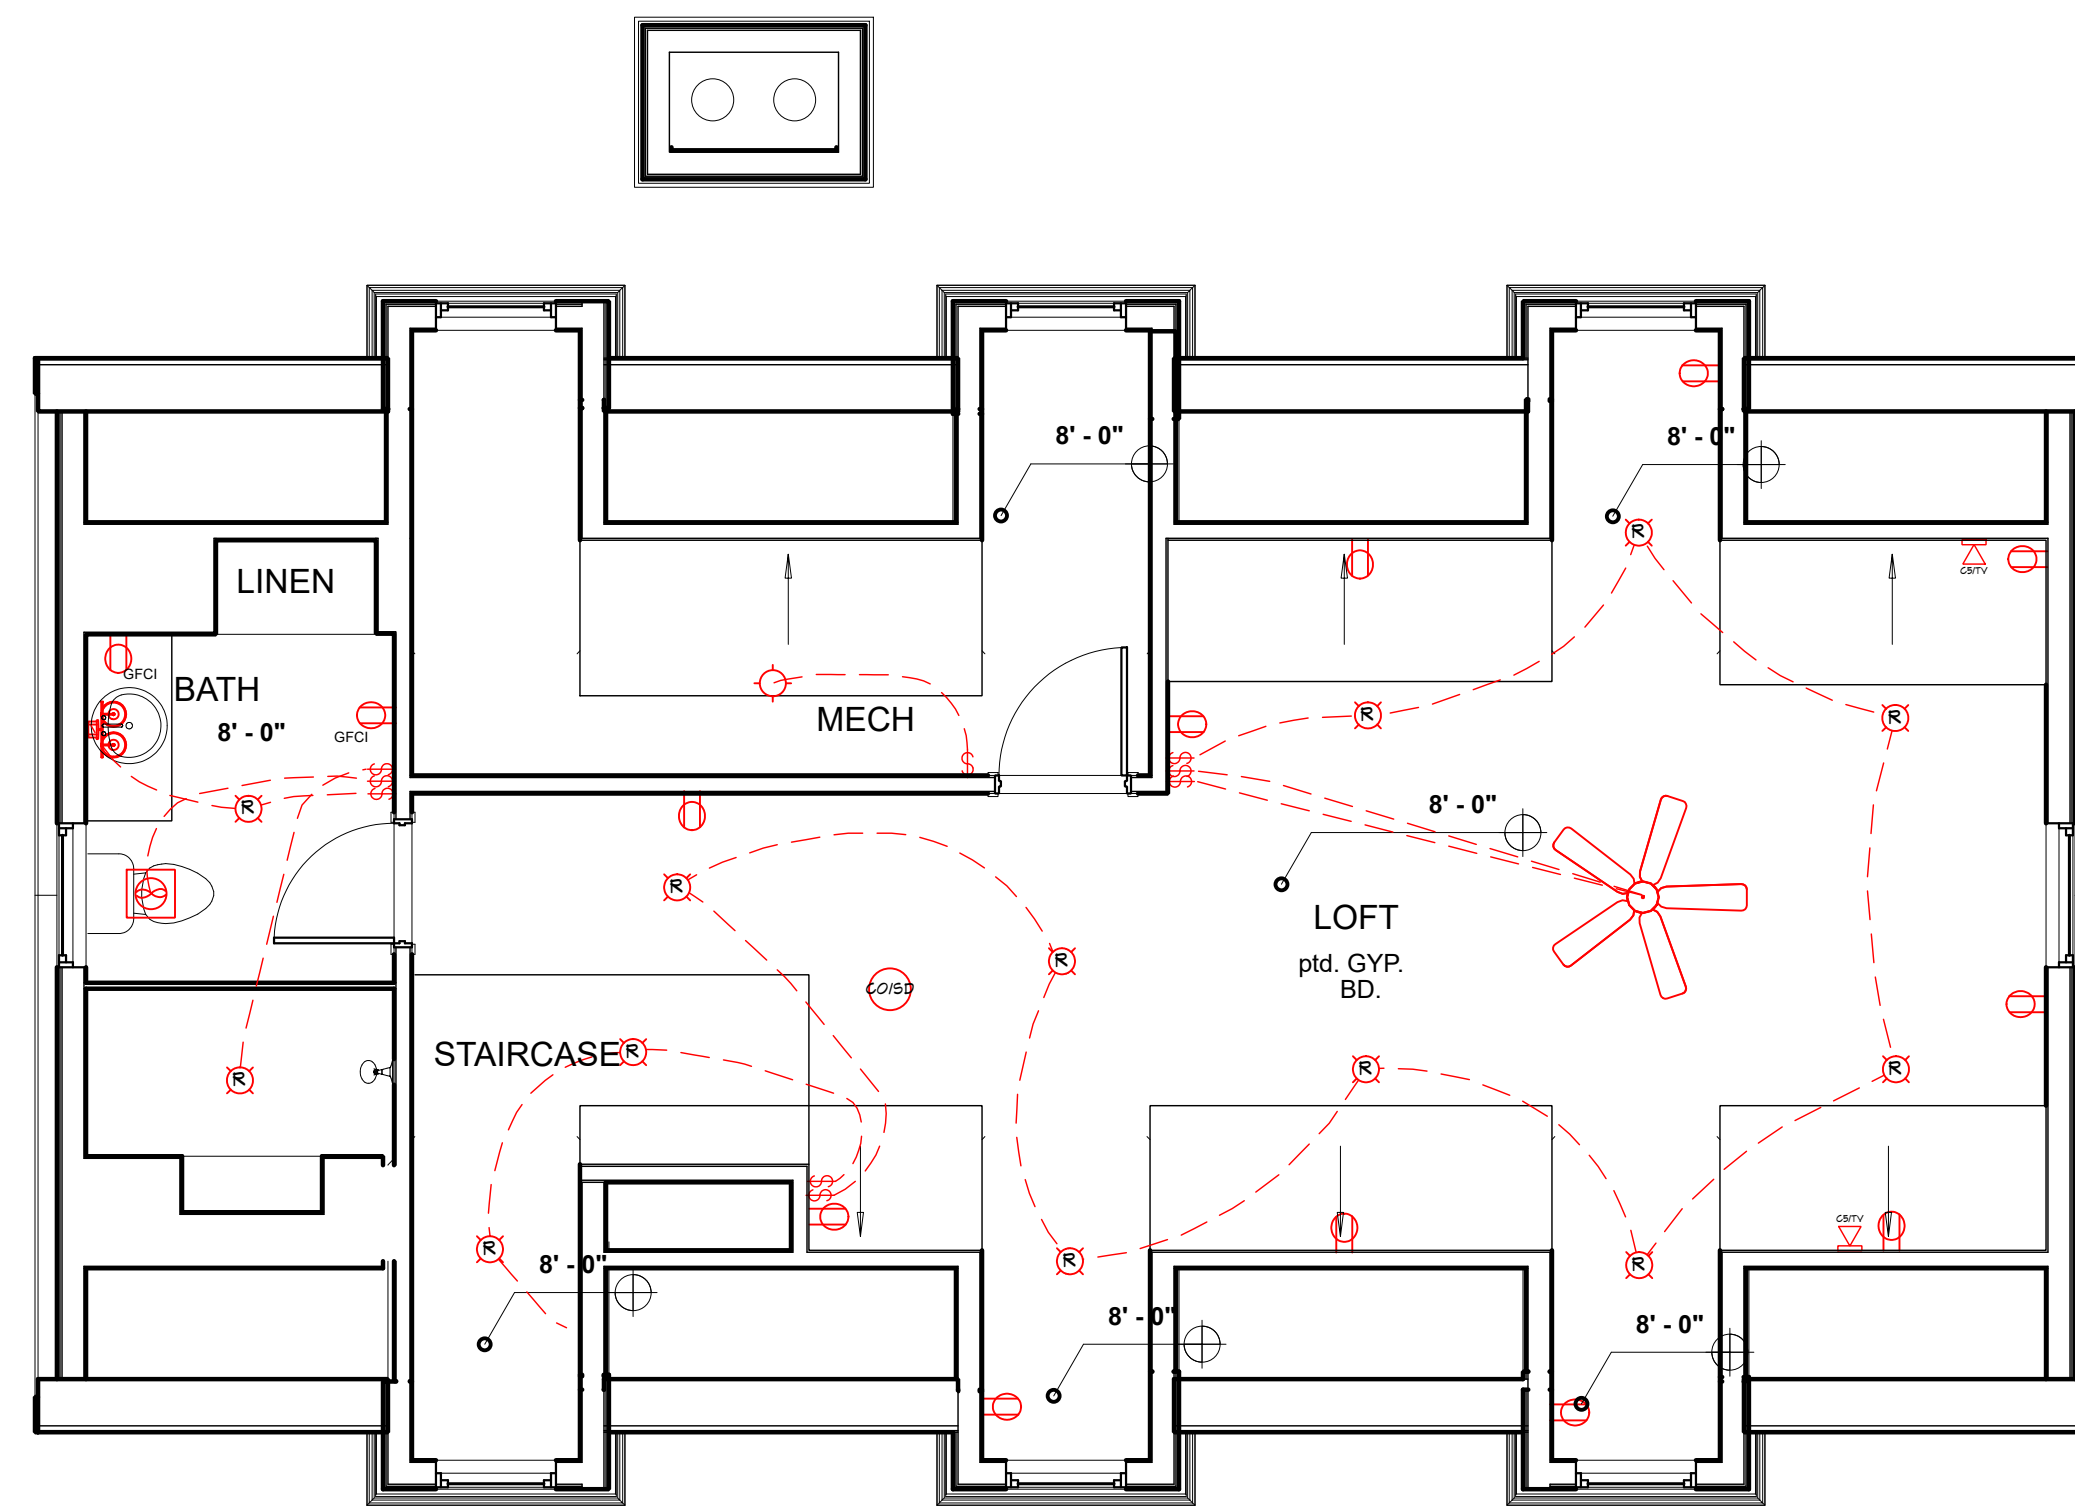 8' - 0"
8' - 0"
LINEN
C5/TV
GFCI
BATH
8' - 0"
GFCI
MECH
$
$$$
R
R
R
R
$$$
R
8' - 0"
R
LOFT
ptd. GYP.
BD.
R
CO/SD
STAIRCASE
R
R
R
R
$$
C5/TV
R
8' - 0"
R
R
8' - 0"
8' - 0"